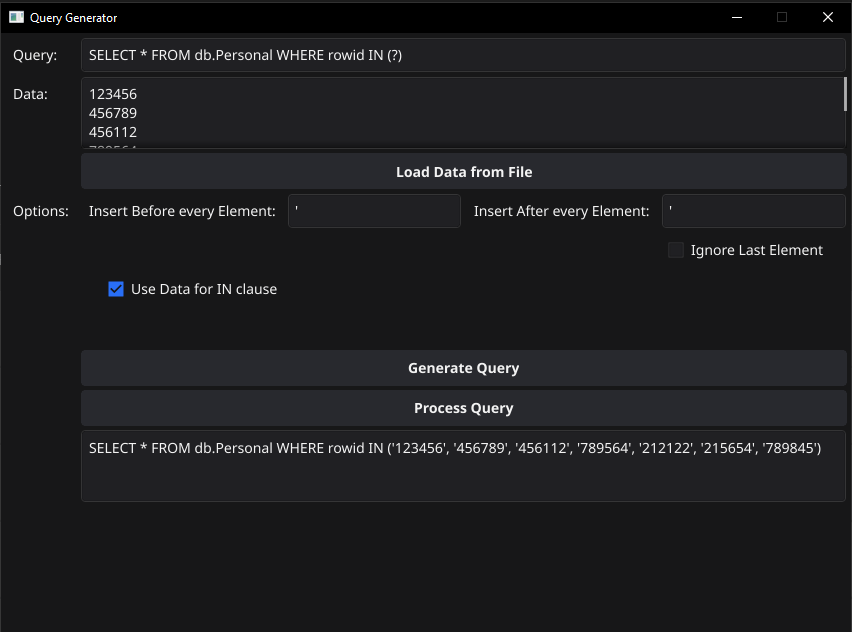 Query Generator
Query: SELECT * FROM db.Personal WHERE rowid IN (?)
Data: 123456
456789
456112
789564
Load Data from File
Options: Insert Before every Element: ' Insert After every Element: '
Ignore Last Element
Use Data for IN clause
Generate Query
Process Query
SELECT * FROM db.Personal WHERE rowid IN ('123456', '456789', '456112', '789564', '212122', '215654', '789845')